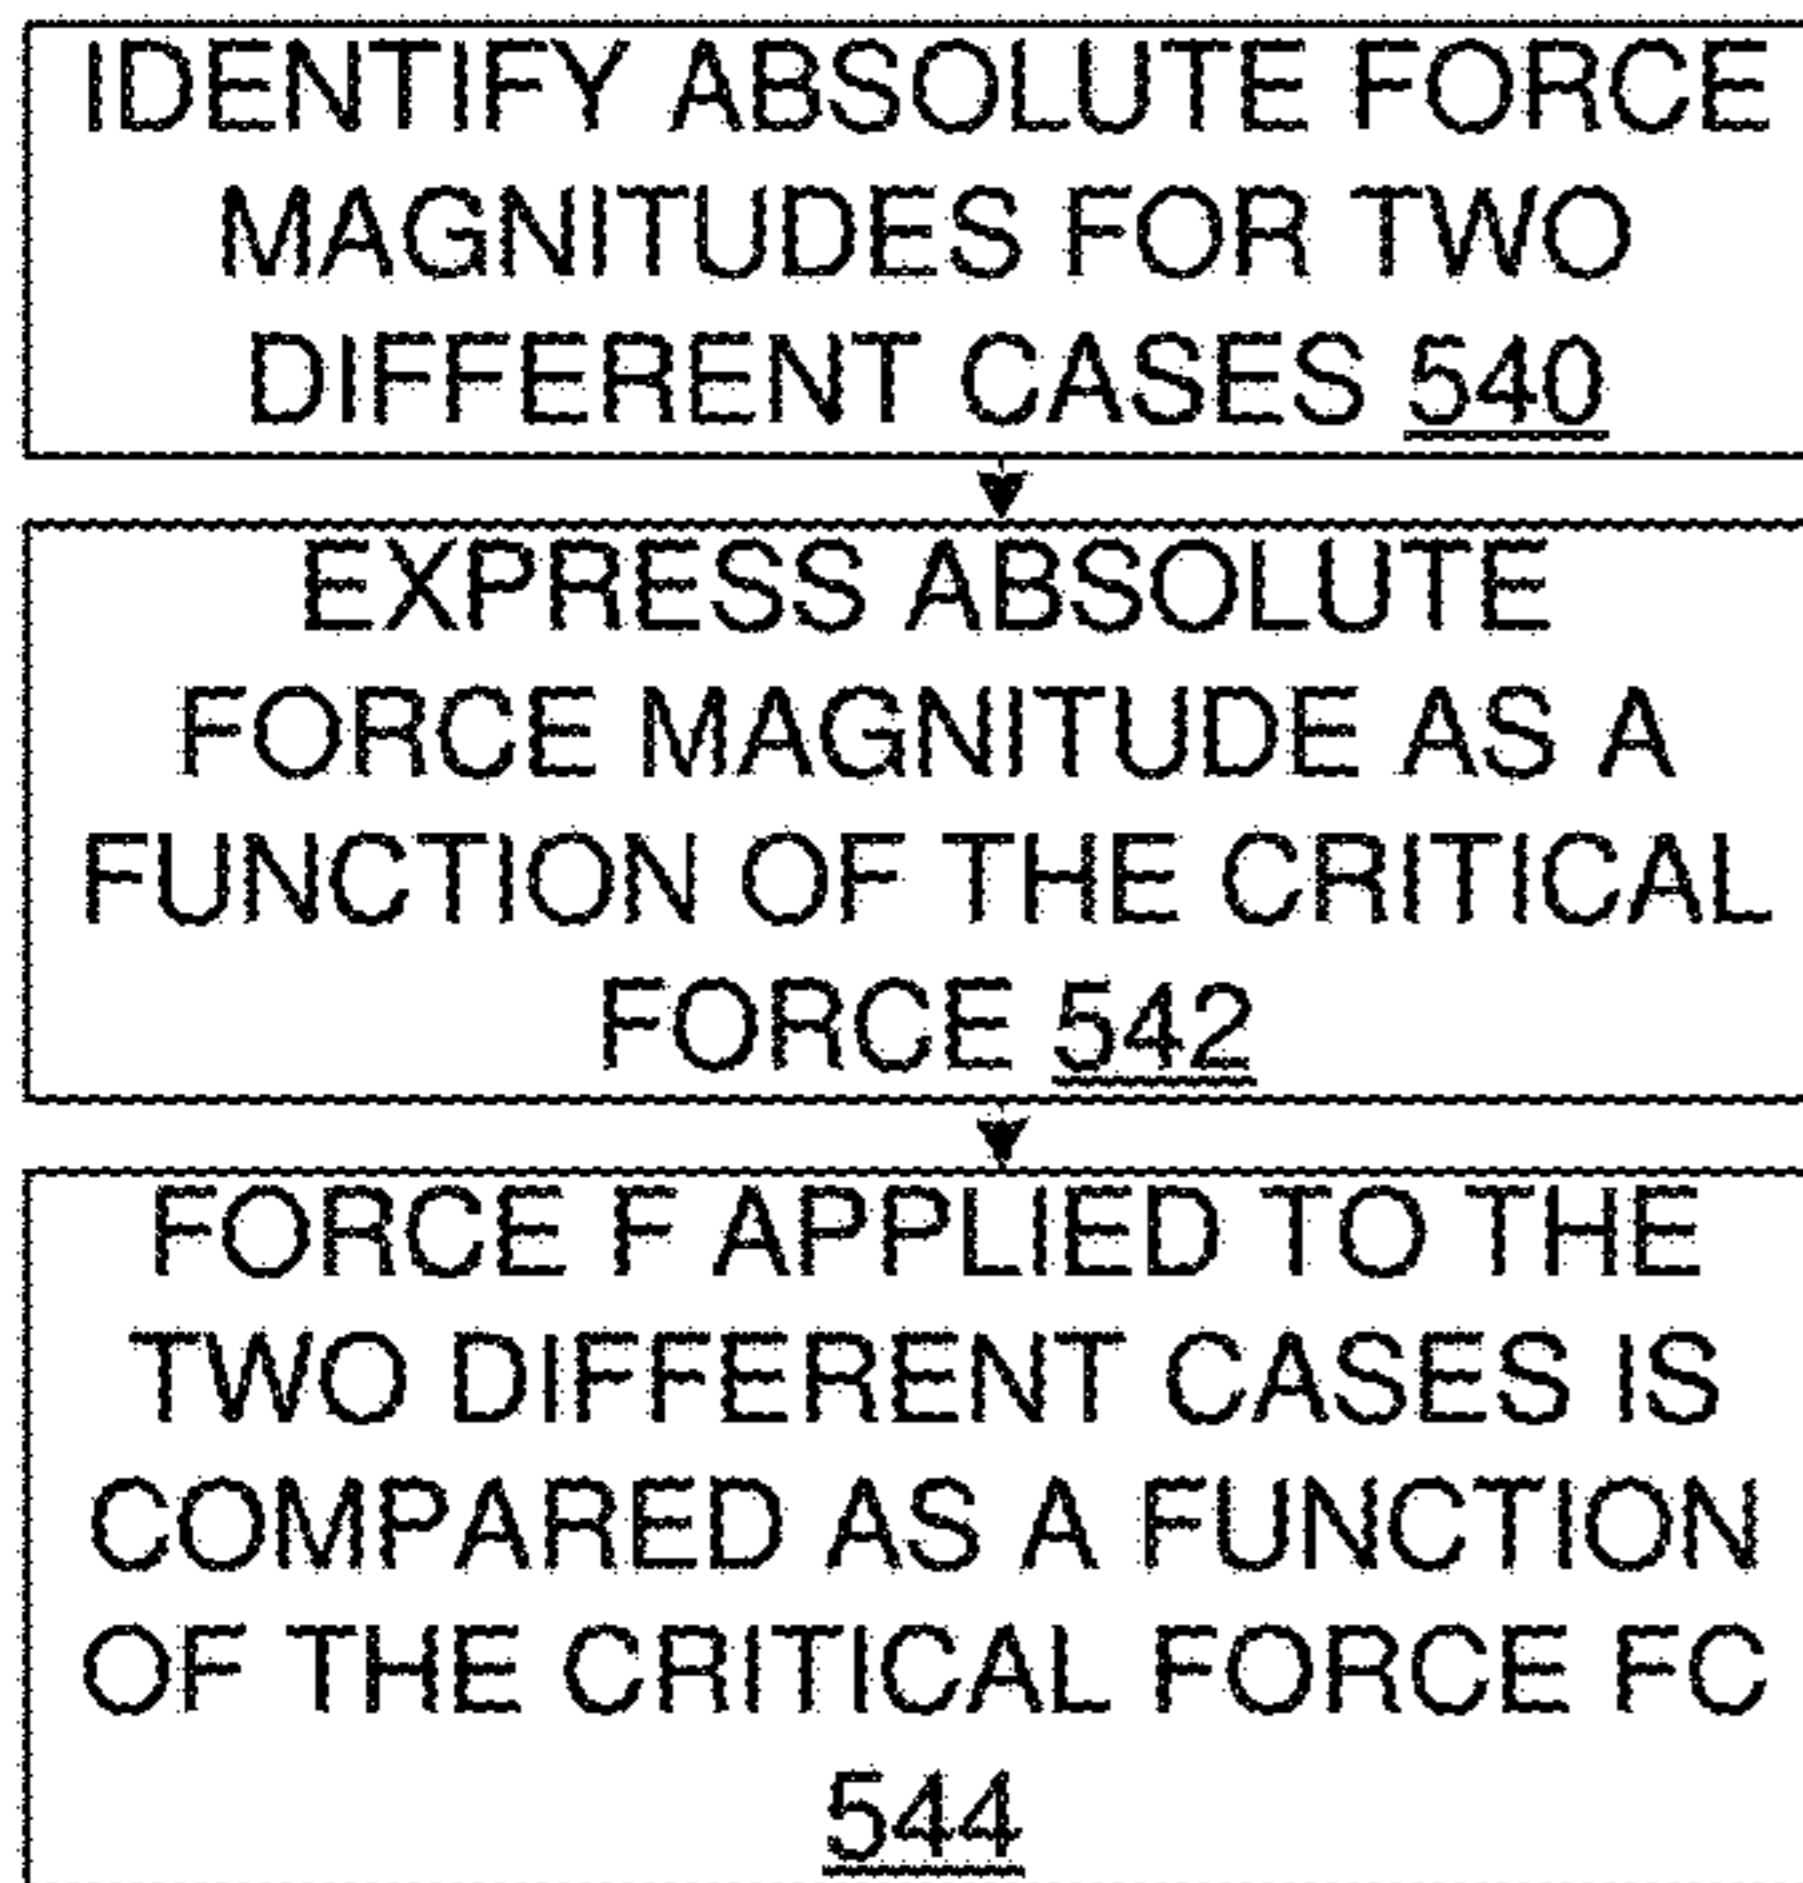 IDENTIFY ABSOLUTE FORCE
MAGNITUDES FOR TWO
DIFFERENT CASES 540
EXPRESS ABSOLUTE
FORCE MAGNITUDE AS A
FUNCTION OF THE CRITICAL
FORCE 542
FORCE F APPLIED TO THE
TWO DIFFERENT CASES IS
COMPARED AS A FUNCTION
OF THE CRITICAL FORCE FC
544